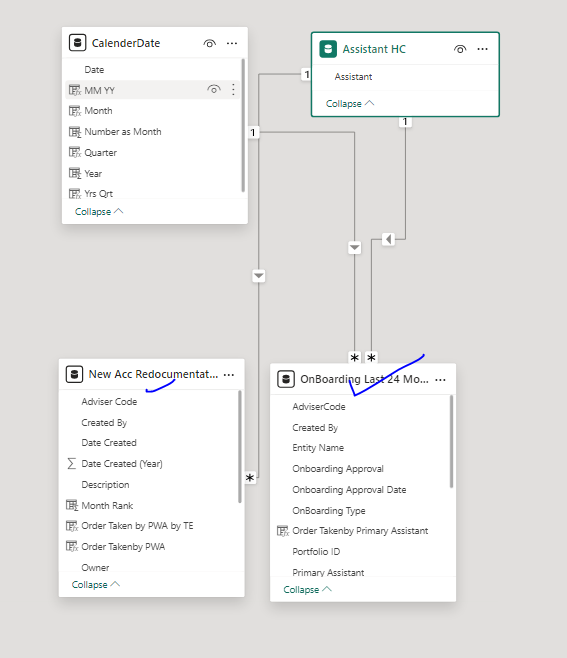 CalenderDate
Date
MM YY
Month
Number as Month
Quarter
Year
Yrs Qrt
Collapse
Assistant HC
Assistant
Collapse
1
1
1
*
*
New Acc Redocumentat...
Adviser Code
Created By
Date Created
Date Created (Year)
Description
Month Rank
Order Taken by PWA by TE
Order Takenby PWA
Owner
Collapse
*
OnBoarding Last 24 Mo...
AdviserCode
Created By
Entity Name
Onboarding Approval
Onboarding Approval Date
OnBoarding Type
Order Takenby Primary Assistant
Portfolio ID
Primary Assistant
Collapse